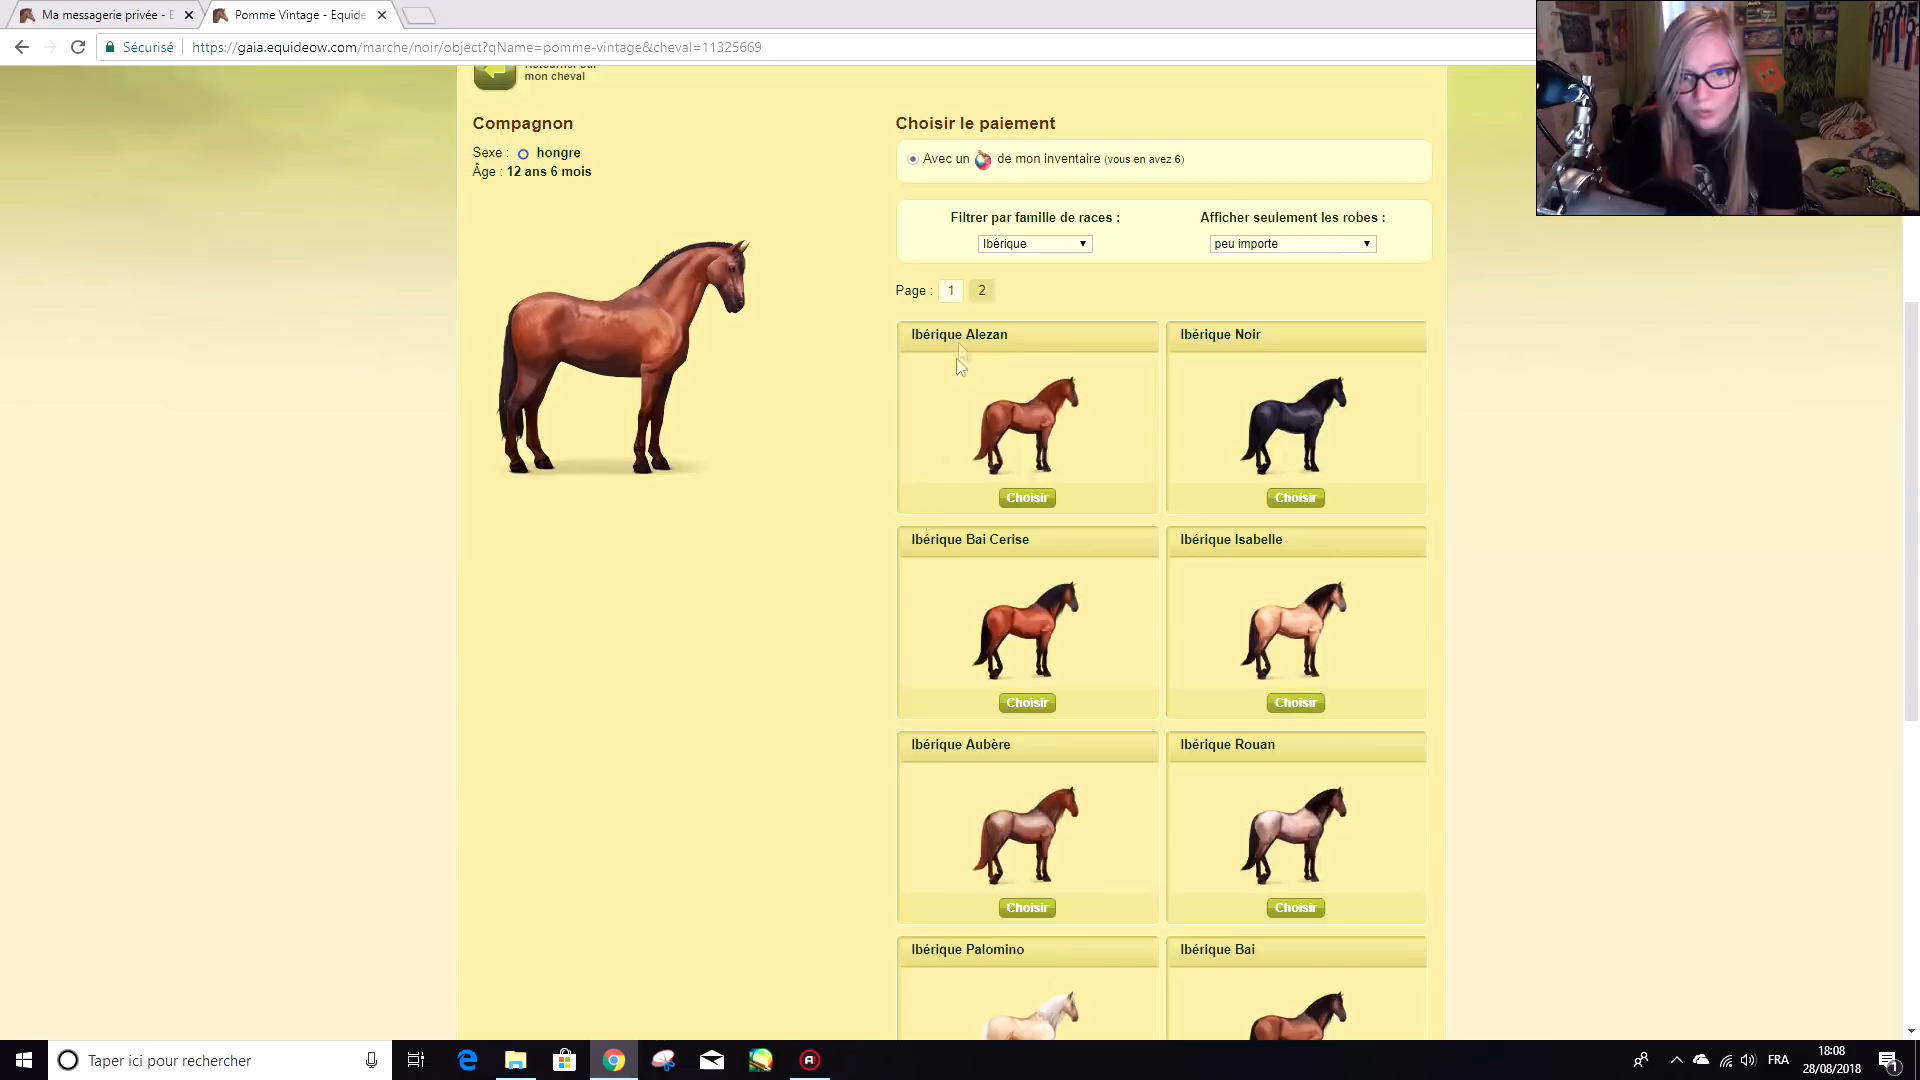 Ma messagerie privée - E
Pomme Vintage - Equide
Sécurisé
https://gaia.equideow.com/marche/noir/object?qName=pomme-vintage&cheval=11325669
Retourner sur
mon cheval
Compagnon
Sexe : hongre
Âge : 12 ans 6 mois
Choisir le paiement
Avec un de mon inventaire (vous en avez 6)
Filtrer par famille de races :
Afficher seulement les robes :
Ibérique
peu importe
Page : 1 2
Ibérique Alezan
Ibérique Noir
Choisir
Choisir
Ibérique Bai Cerise
Ibérique Isabelle
Choisir
Choisir
Ibérique Aubère
Ibérique Rouan
Choisir
Choisir
Ibérique Palomino
Ibérique Bai
Taper ici pour rechercher
FRA
18:08
28/08/2018
1